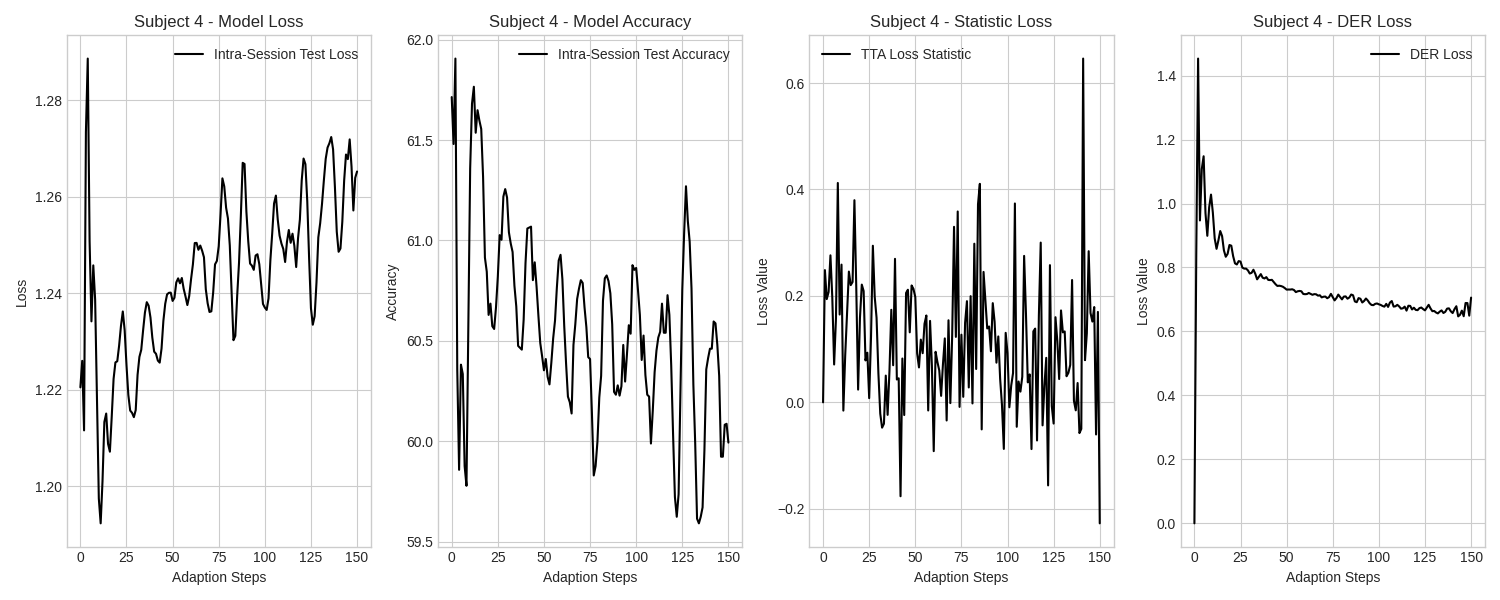 Subject 4 - Model Loss
Intra-Session Test Loss
1.28
1.26
1.24
1.22
1.20
Loss
0 25 50 75 100 125 150
Adaption Steps
Subject 4 - Model Accuracy
Intra-Session Test Accuracy
62.0
61.5
61.0
60.5
60.0
59.5
Accuracy
0 25 50 75 100 125 150
Adaption Steps
Subject 4 - Statistic Loss
TTA Loss Statistic
0.6
0.4
0.2
0.0
−0.2
Loss Value
0 25 50 75 100 125 150
Adaption Steps
Subject 4 - DER Loss
DER Loss
1.4
1.2
1.0
0.8
0.6
0.4
0.2
0.0
Loss Value
0 25 50 75 100 125 150
Adaption Steps